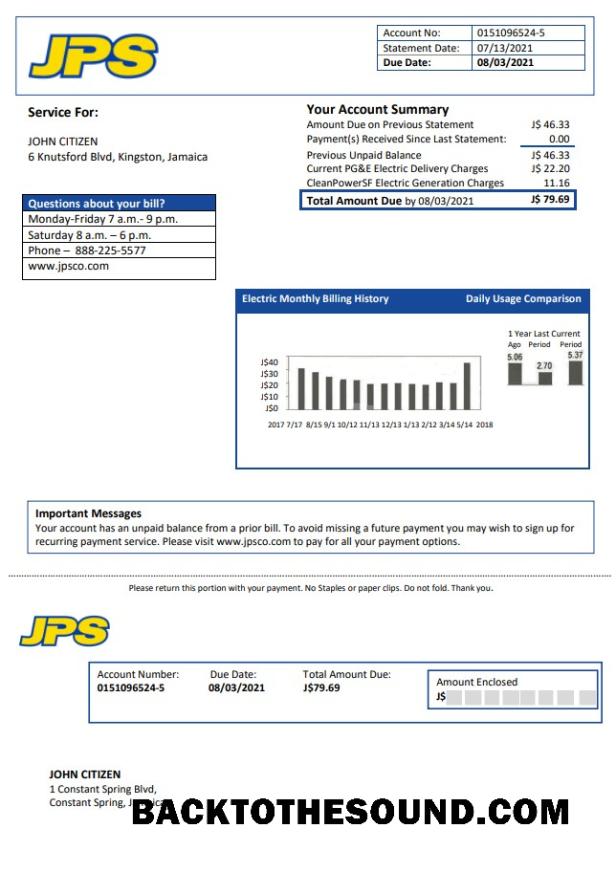 JPS
Account No: 0151096524-5
Statement Date: 07/13/2021
Due Date: 08/03/2021
Service For:
JOHN CITIZEN
6 Knutsford Blvd, Kingston, Jamaica
Your Account Summary
Amount Due on Previous Statement J$ 46.33
Payment(s) Received Since Last Statement: 0.00
Previous Unpaid Balance J$ 46.33
Current PG&E Electric Delivery Charges J$ 22.20
CleanPowerSF Electric Generation Charges 11.16
Total Amount Due by 08/03/2021 J$ 79.69
Questions about your bill?
Monday-Friday 7 a.m.- 9 p.m.
Saturday 8 a.m. – 6 p.m.
Phone – 888-225-5577
www.jpsco.com
Electric Monthly Billing History Daily Usage Comparison
1 Year Last Current
Ago Period Period
5.06 2.70 5.37
J$40
J$30
J$20
J$10
J$0
2017 7/17 8/15 9/1 10/12 11/13 12/13 1/13 2/12 3/14 5/14 2018
Important Messages
Your account has an unpaid balance from a prior bill. To avoid missing a future payment you may wish to sign up for
recurring payment service. Please visit www.jpsco.com to pay for all your payment options.
Please return this portion with your payment. No Staples or paper clips. Do not fold. Thank you.
JPS
Account Number: Due Date: Total Amount Due:
0151096524-5 08/03/2021 J$79.69
Amount Enclosed
J$
JOHN CITIZEN
1 Constant Spring Blvd,
Constant Spring,
BACKTOTHESOUND.COM